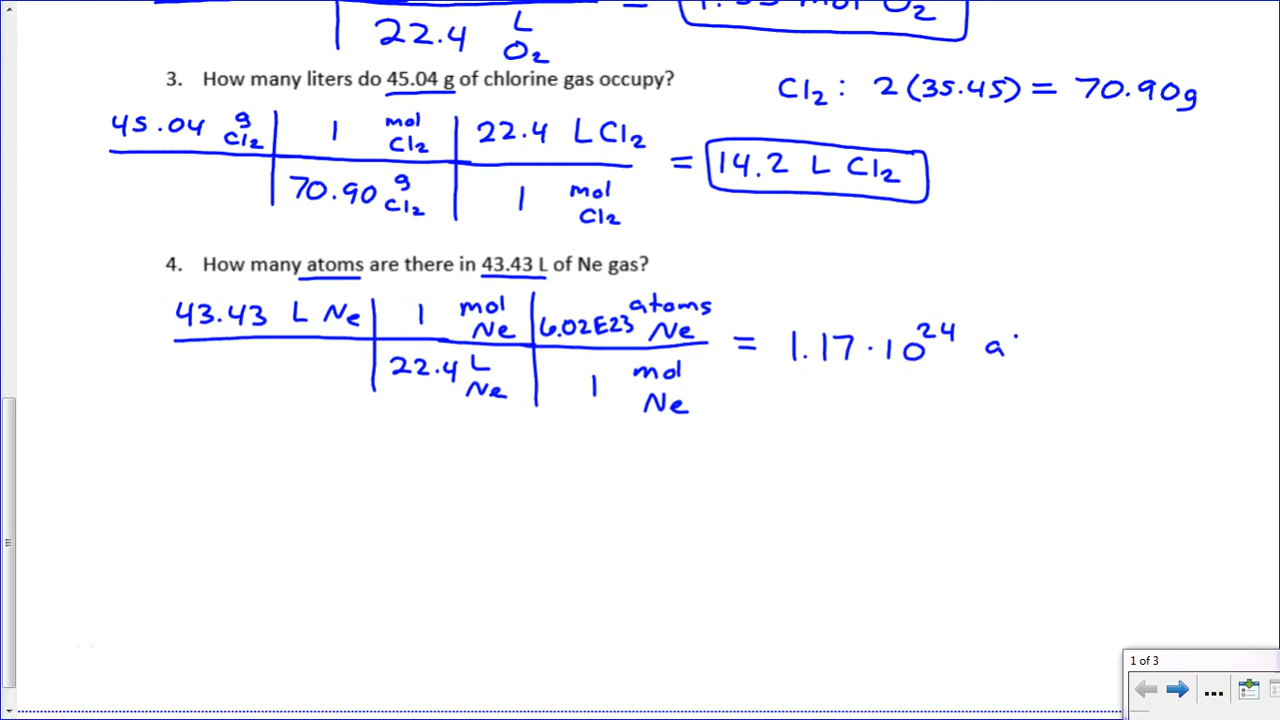 22.4 L
O₂
3. How many liters do 45.04 g of chlorine gas occupy?
Cl₂ : 2 (35.45) = 70.90g
45.04 g Cl₂ | 1 mol Cl₂ | 22.4 L Cl₂
= 14.2 L Cl₂
70.90 g Cl₂ | 1 mol Cl₂
4. How many atoms are there in 43.43 L of Ne gas?
43.43 L Ne | 1 mol Ne | 6.02E23 atoms Ne
= 1.17 · 10²⁴ a
22.4 L Ne | 1 mol Ne
1 of 3
...